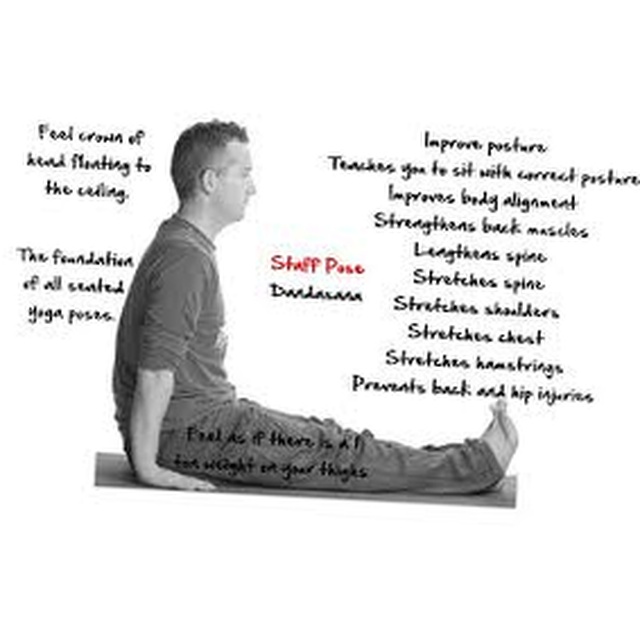 Feel crown of
head floating to
the ceiling.
The foundation
of all seated
yoga poses.
Staff Pose
Dandasana
Improve posture
Teaches you to sit with correct posture
Improves body alignment
Strengthens back muscles
Lengthens spine
Stretches spine
Stretches shoulders
Stretches chest
Stretches hamstrings
Prevents back and hip injuries
Feel as if there is a 1
ton weight on your thighs